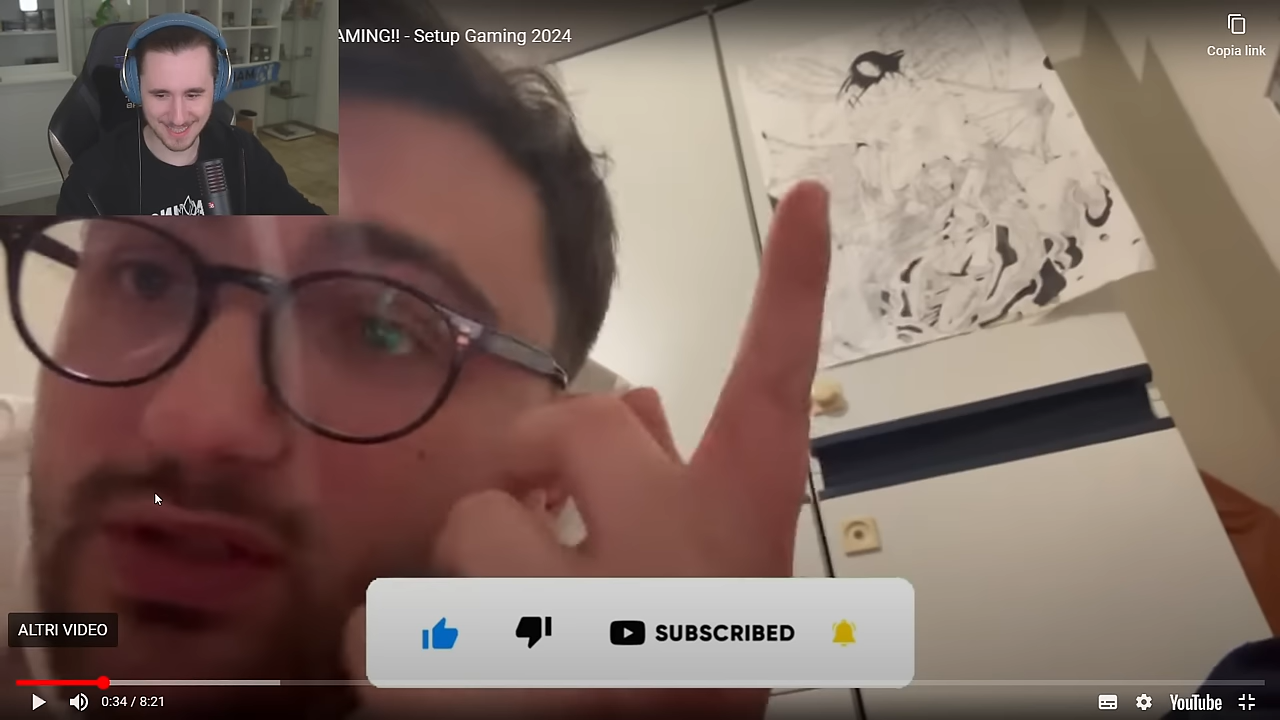 AMING!! - Setup Gaming 2024
Copia link
SUBSCRIBED
ALTRI VIDEO
0:34 / 8:21
YouTube